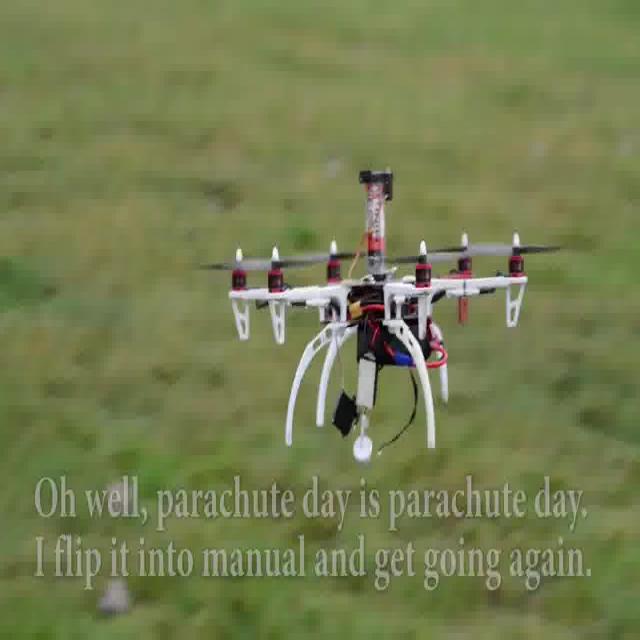 Oh well, parachute day is parachute day.
I flip it into manual and get going again.